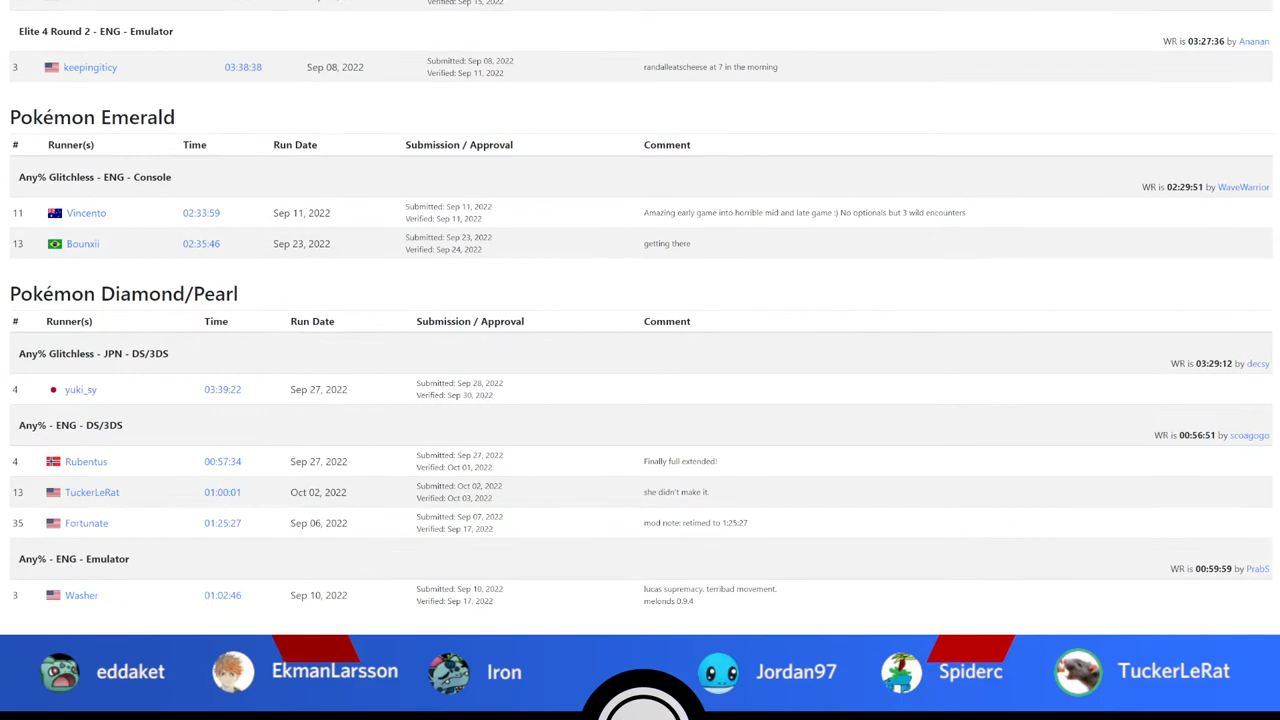 Verified: Sep 15, 2022
Elite 4 Round 2 - ENG - Emulator
WR is 03:27:36 by Ananan
3 keepingiticy 03:38:38 Sep 08, 2022 Submitted: Sep 08, 2022 randalleatscheese at 7 in the morning
Verified: Sep 11, 2022
Pokémon Emerald
# Runner(s) Time Run Date Submission / Approval Comment
Any% Glitchless - ENG - Console
WR is 02:29:51 by WaveWarrior
11 Vincento 02:33:59 Sep 11, 2022 Submitted: Sep 11, 2022 Amazing early game into horrible mid and late game :) No optionals but 3 wild encounters
Verified: Sep 11, 2022
13 Bounxii 02:35:46 Sep 23, 2022 Submitted: Sep 23, 2022 getting there
Verified: Sep 24, 2022
Pokémon Diamond/Pearl
# Runner(s) Time Run Date Submission / Approval Comment
Any% Glitchless - JPN - DS/3DS
WR is 03:29:12 by decsy
4 yuki_sy 03:39:22 Sep 27, 2022 Submitted: Sep 28, 2022
Verified: Sep 30, 2022
Any% - ENG - DS/3DS
WR is 00:56:51 by scoagogo
4 Rubentus 00:57:34 Sep 27, 2022 Submitted: Sep 27, 2022 Finally full extended!
Verified: Oct 01, 2022
13 TuckerLeRat 01:00:01 Oct 02, 2022 Submitted: Oct 02, 2022 she didn't make it.
Verified: Oct 03, 2022
35 Fortunate 01:25:27 Sep 06, 2022 Submitted: Sep 07, 2022 mod note: retimed to 1:25:27
Verified: Sep 17, 2022
Any% - ENG - Emulator
WR is 00:59:59 by PrabS
3 Washer 01:02:46 Sep 10, 2022 Submitted: Sep 10, 2022 lucas supremacy. terribad movement.
Verified: Sep 17, 2022 melonds 0.9.4
eddaket EkmanLarsson Iron Jordan97 Spiderc TuckerLeRat